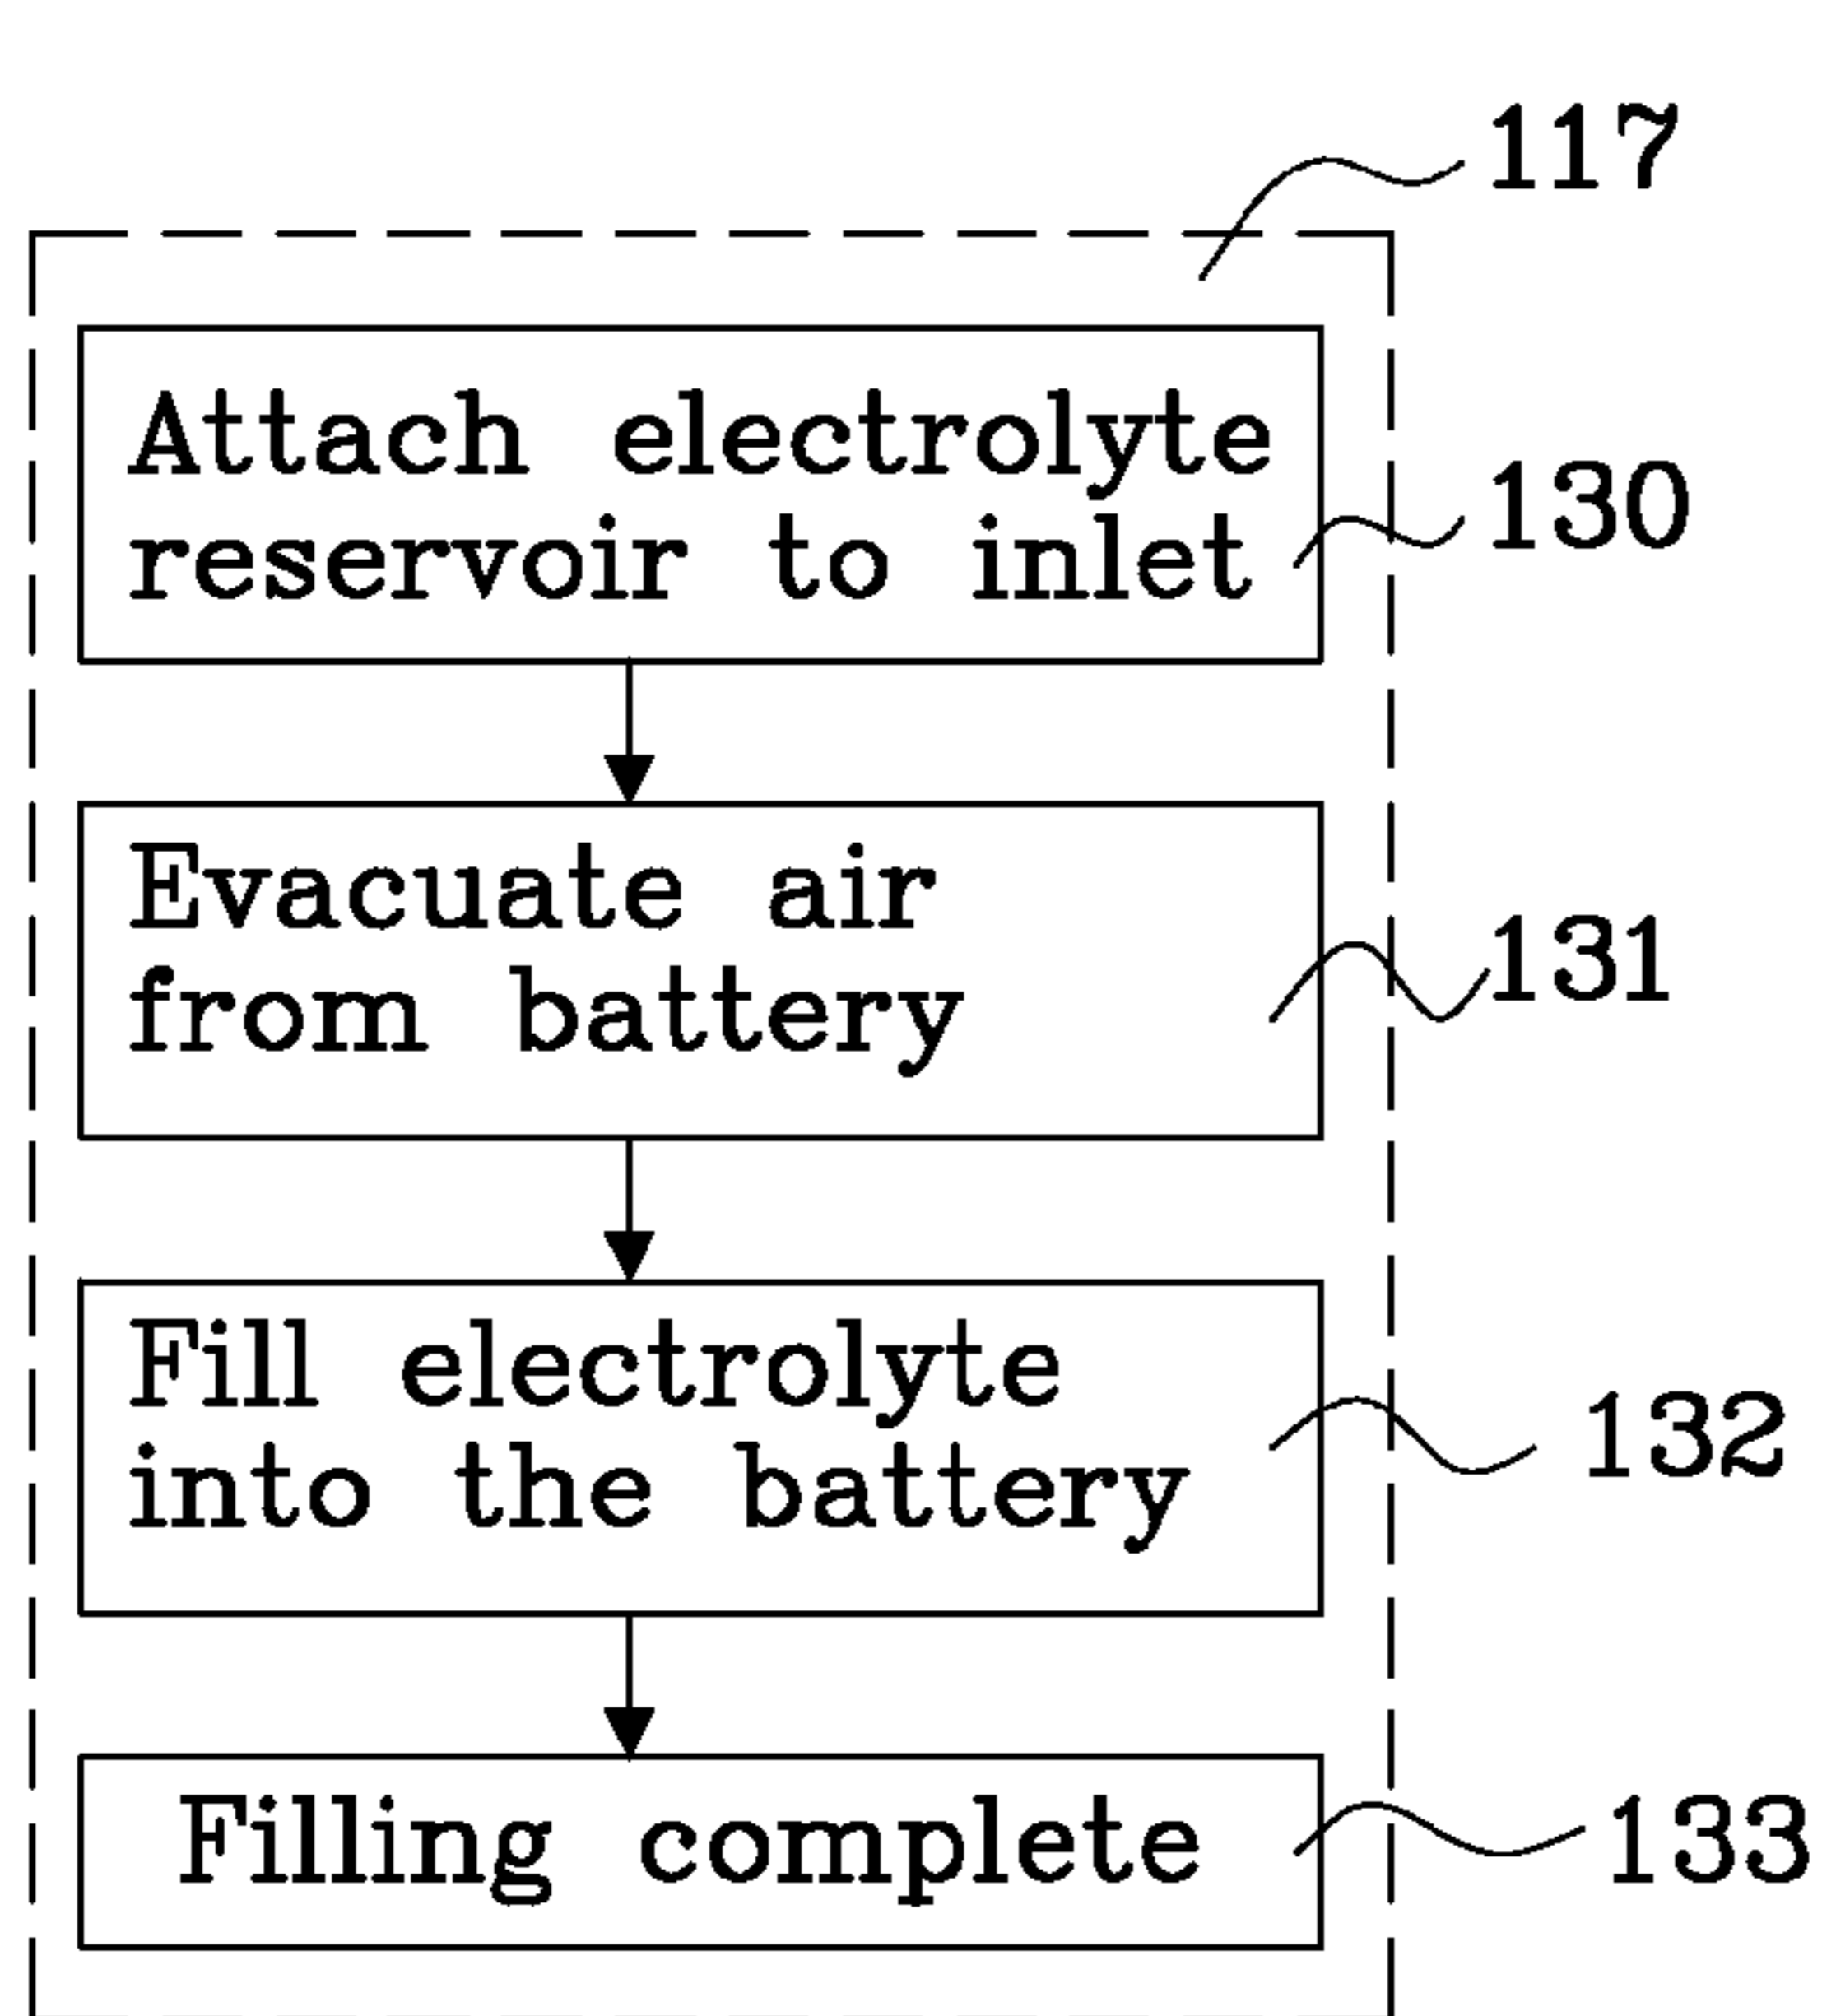 117
Attach electrolyte
reservoir to inlet
130
Evacuate air
from battery
131
Fill electrolyte
into the battery
132
Filling complete
133